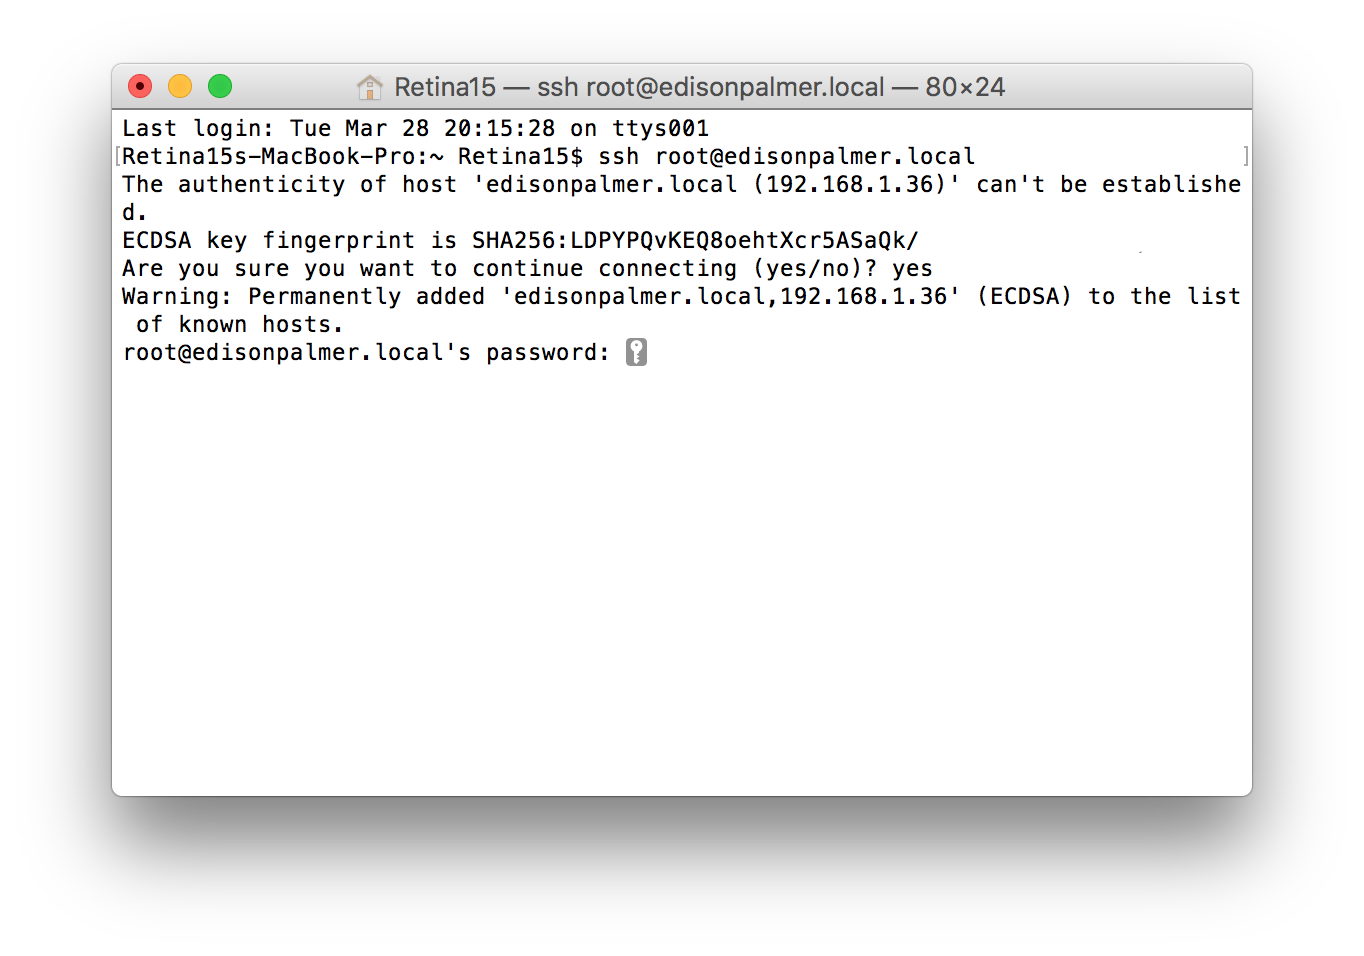 Retina15 — ssh root@edisonpalmer.local — 80×24
Last login: Tue Mar 28 20:15:28 on ttys001
[Retina15s-MacBook-Pro:~ Retina15$ ssh root@edisonpalmer.local ]
The authenticity of host 'edisonpalmer.local (192.168.1.36)' can't be establishe
d.
ECDSA key fingerprint is SHA256:LDPYPQvKEQ8oehtXcr5ASaQk/
Are you sure you want to continue connecting (yes/no)? yes
Warning: Permanently added 'edisonpalmer.local,192.168.1.36' (ECDSA) to the list
 of known hosts.
root@edisonpalmer.local's password: